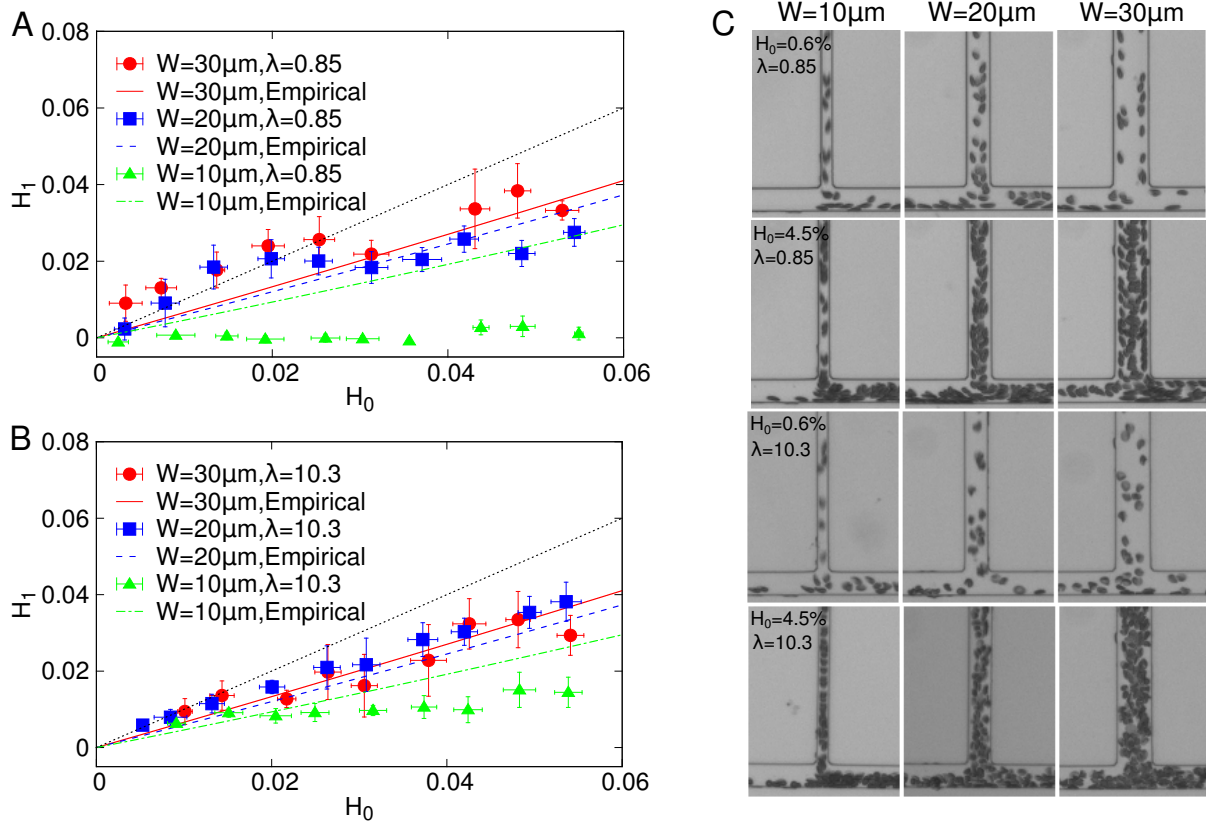 A
0.08
0.06
0.04
0.02
0
H₁
W=30μm,λ=0.85
W=30μm,Empirical
W=20μm,λ=0.85
W=20μm,Empirical
W=10μm,λ=0.85
W=10μm,Empirical
0 0.02 0.04 0.06
H₀
B
0.08
0.06
0.04
0.02
0
H₁
W=30μm,λ=10.3
W=30μm,Empirical
W=20μm,λ=10.3
W=20μm,Empirical
W=10μm,λ=10.3
W=10μm,Empirical
0 0.02 0.04 0.06
H₀
C
W=10μm W=20μm W=30μm
H₀=0.6%
λ=0.85
H₀=4.5%
λ=0.85
H₀=0.6%
λ=10.3
H₀=4.5%
λ=10.3